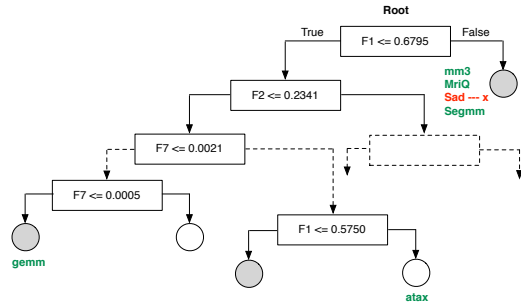 Root
True
F1 <= 0.6795
False
mm3
MriQ
Sad --- x
Segmm
F2 <= 0.2341
F7 <= 0.0021
F7 <= 0.0005
gemm
F1 <= 0.5750
atax